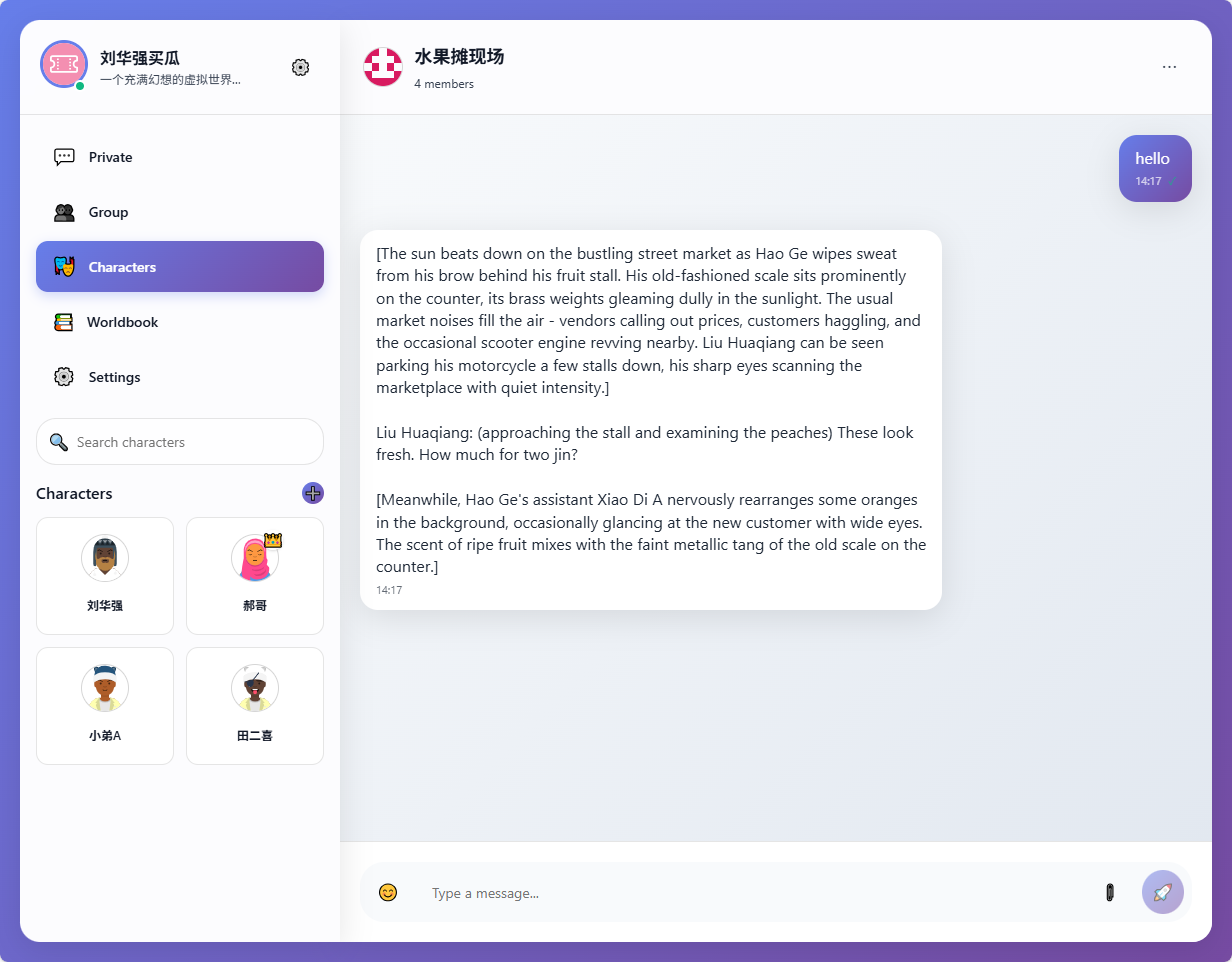 刘华强买瓜
一个充满幻想的虚拟世界...
Private
Group
Characters
Worldbook
Settings
Search characters
Characters
刘华强
郝哥
小弟A
田二喜
水果摊现场
4 members
...
hello
14:17 ✓
[The sun beats down on the bustling street market as Hao Ge wipes sweat
from his brow behind his fruit stall. His old-fashioned scale sits prominently
on the counter, its brass weights gleaming dully in the sunlight. The usual
market noises fill the air - vendors calling out prices, customers haggling, and
the occasional scooter engine revving nearby. Liu Huaqiang can be seen
parking his motorcycle a few stalls down, his sharp eyes scanning the
marketplace with quiet intensity.]
Liu Huaqiang: (approaching the stall and examining the peaches) These look
fresh. How much for two jin?
[Meanwhile, Hao Ge's assistant Xiao Di A nervously rearranges some oranges
in the background, occasionally glancing at the new customer with wide eyes.
The scent of ripe fruit mixes with the faint metallic tang of the old scale on the
counter.]
14:17
Type a message...